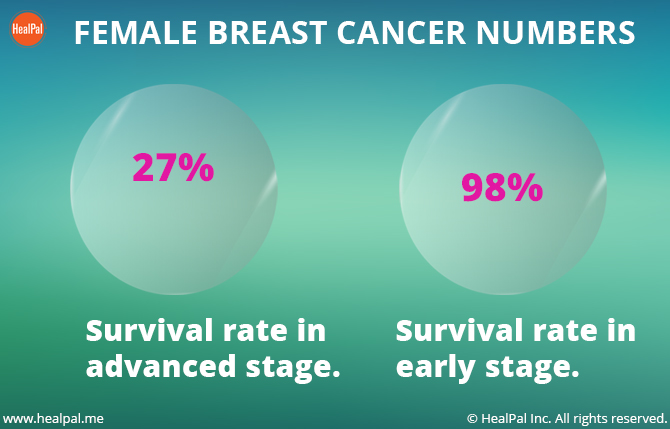 HealPal
FEMALE BREAST CANCER NUMBERS
27%
98%
Survival rate in
advanced stage.
Survival rate in
early stage.
www.healpal.me
© HealPal Inc. All rights reserved.